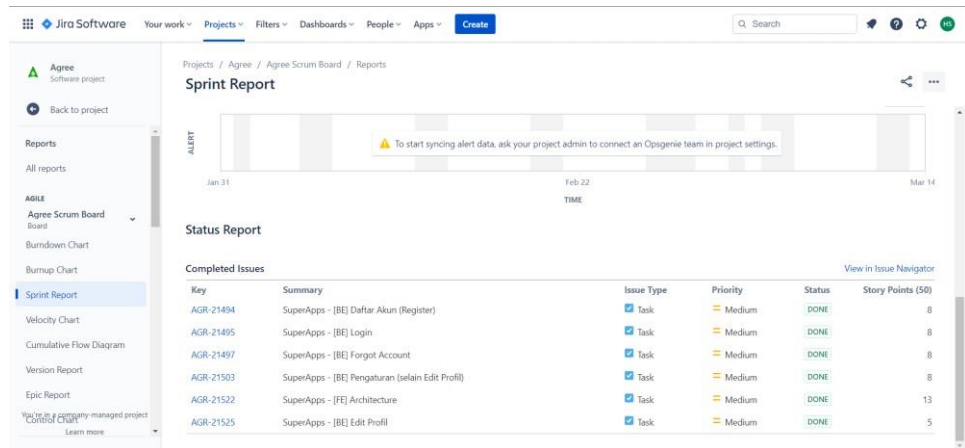 Jira Software Your work Projects Filters Dashboards People Apps Create Search HS
Agree
Software project
Back to project
Reports
All reports
AGILE
Agree Scrum Board
Board
Burndown Chart
Burnup Chart
Sprint Report
Velocity Chart
Cumulative Flow Diagram
Version Report
Epic Report
You're in a company-managed project
Control Chart
Learn more
Projects / Agree / Agree Scrum Board / Reports
Sprint Report
ALERT
To start syncing alert data, ask your project admin to connect an Opsgenie team in project settings.
Jan 31 Feb 22 Mar 14
TIME
Status Report
Completed Issues View in Issue Navigator
Key Summary Issue Type Priority Status Story Points (50)
AGR-21494 SuperApps - [BE] Daftar Akun (Register) Task Medium DONE 8
AGR-21495 SuperApps - [BE] Login Task Medium DONE 8
AGR-21497 SuperApps - [BE] Forgot Account Task Medium DONE 8
AGR-21503 SuperApps - [BE] Pengaturan (selain Edit Profil) Task Medium DONE 8
AGR-21522 SuperApps - [FE] Architecture Task Medium DONE 13
AGR-21525 SuperApps - [BE] Edit Profil Task Medium DONE 5